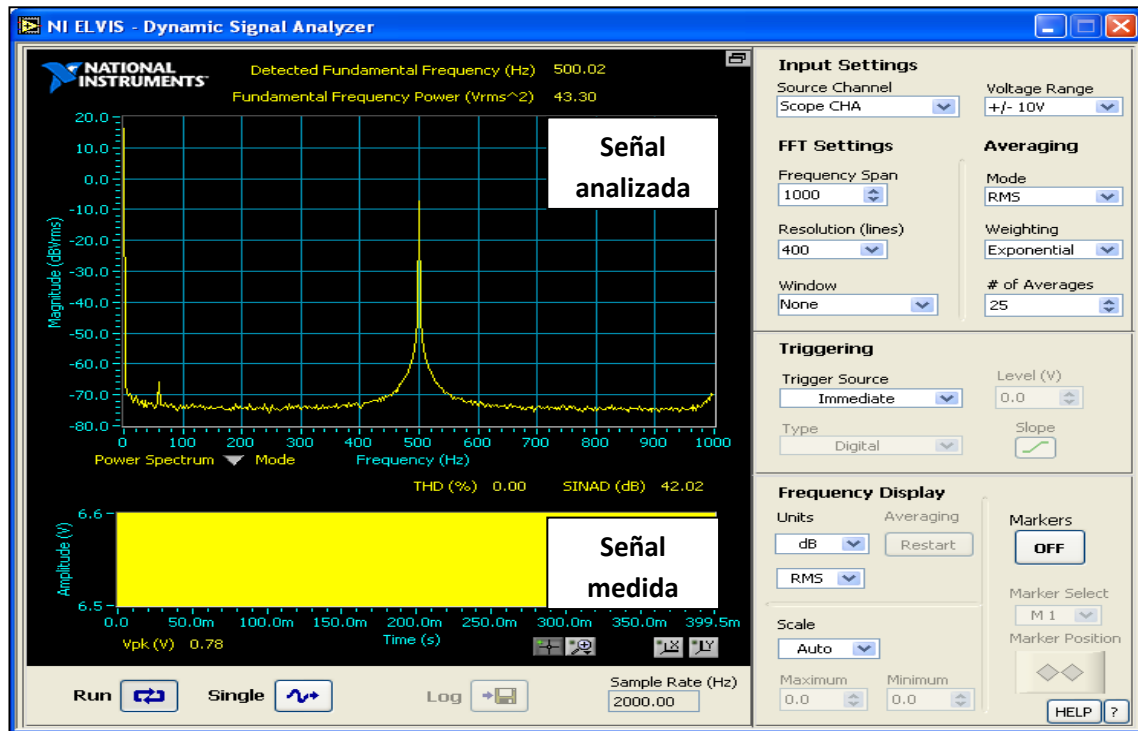 NI ELVIS - Dynamic Signal Analyzer
NATIONAL
INSTRUMENTS
Detected Fundamental Frequency (Hz) 500.02
Fundamental Frequency Power (Vrms^2) 43.30
Señal
analizada
Magnitude (dBVrms)
20.0
10.0
0.0
-10.0
-20.0
-30.0
-40.0
-50.0
-60.0
-70.0
-80.0
0 100 200 300 400 500 600 700 800 900 1000
Power Spectrum Mode Frequency (Hz)
THD (%) 0.00 SINAD (dB) 42.02
Amplitude (V)
6.6
6.5
Señal
medida
0.0 50.0m 100.0m 150.0m 200.0m 250.0m 300.0m 350.0m 399.5m
Vpk (V) 0.78 Time (s)
Run Single Log
Sample Rate (Hz)
2000.00
Input Settings
Source Channel Voltage Range
Scope CHA +/- 10V
FFT Settings Averaging
Frequency Span Mode
1000 RMS
Resolution (lines) Weighting
400 Exponential
Window # of Averages
None 25
Triggering
Trigger Source Level (V)
Immediate 0.0
Type Slope
Digital
Frequency Display
Units Averaging Markers
dB Restart OFF
RMS
Marker Select
M 1
Scale Marker Position
Auto
Maximum Minimum
0.0 0.0
HELP ?